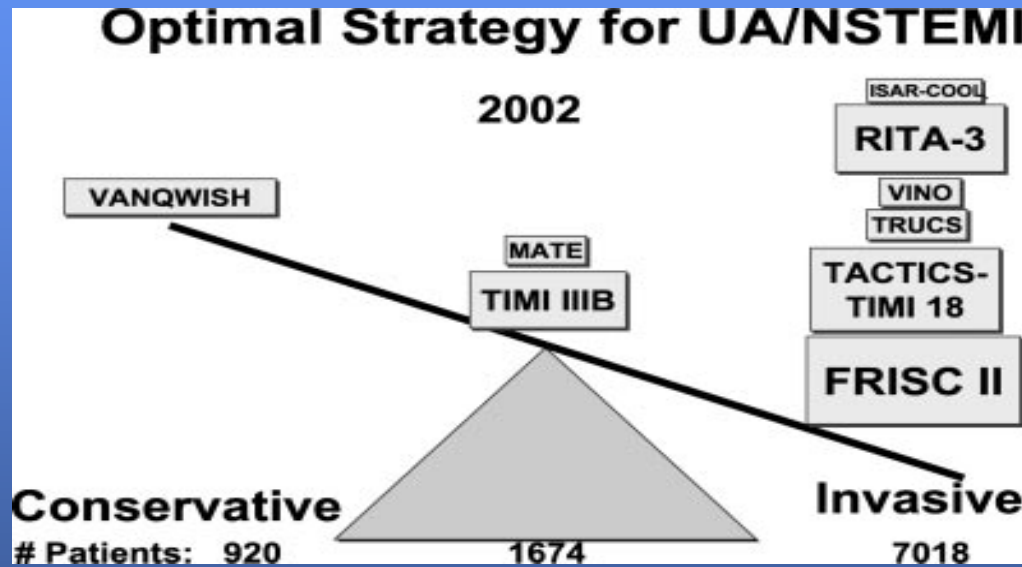 Optimal Strategy for UA/NSTEMI
2002
ISAR-COOL
RITA-3
VANQWISH
VINO
TRUCS
MATE
TIMI IIIB
TACTICS-
TIMI 18
FRISC II
Conservative
Invasive
# Patients: 920 1674 7018